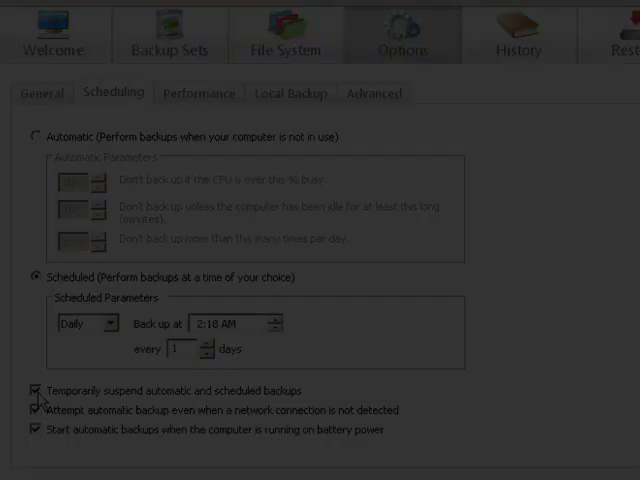 Welcome Backup Sets File System Options History
General Scheduling Performance Local Backup Advanced
Automatic (Perform backups when your computer is not in use)
Automatic Parameters
Don't back up if the CPU is over this % busy.
Don't back up unless the computer has been idle for at least this long
(minutes).
Don't back up more than this many times per day.
Scheduled (Perform backups at a time of your choice)
Scheduled Parameters
Daily Back up at 2:18 AM
every 1 days
Temporarily suspend automatic and scheduled backups
Attempt automatic backup even when a network connection is not detected
Start automatic backups when the computer is running on battery power